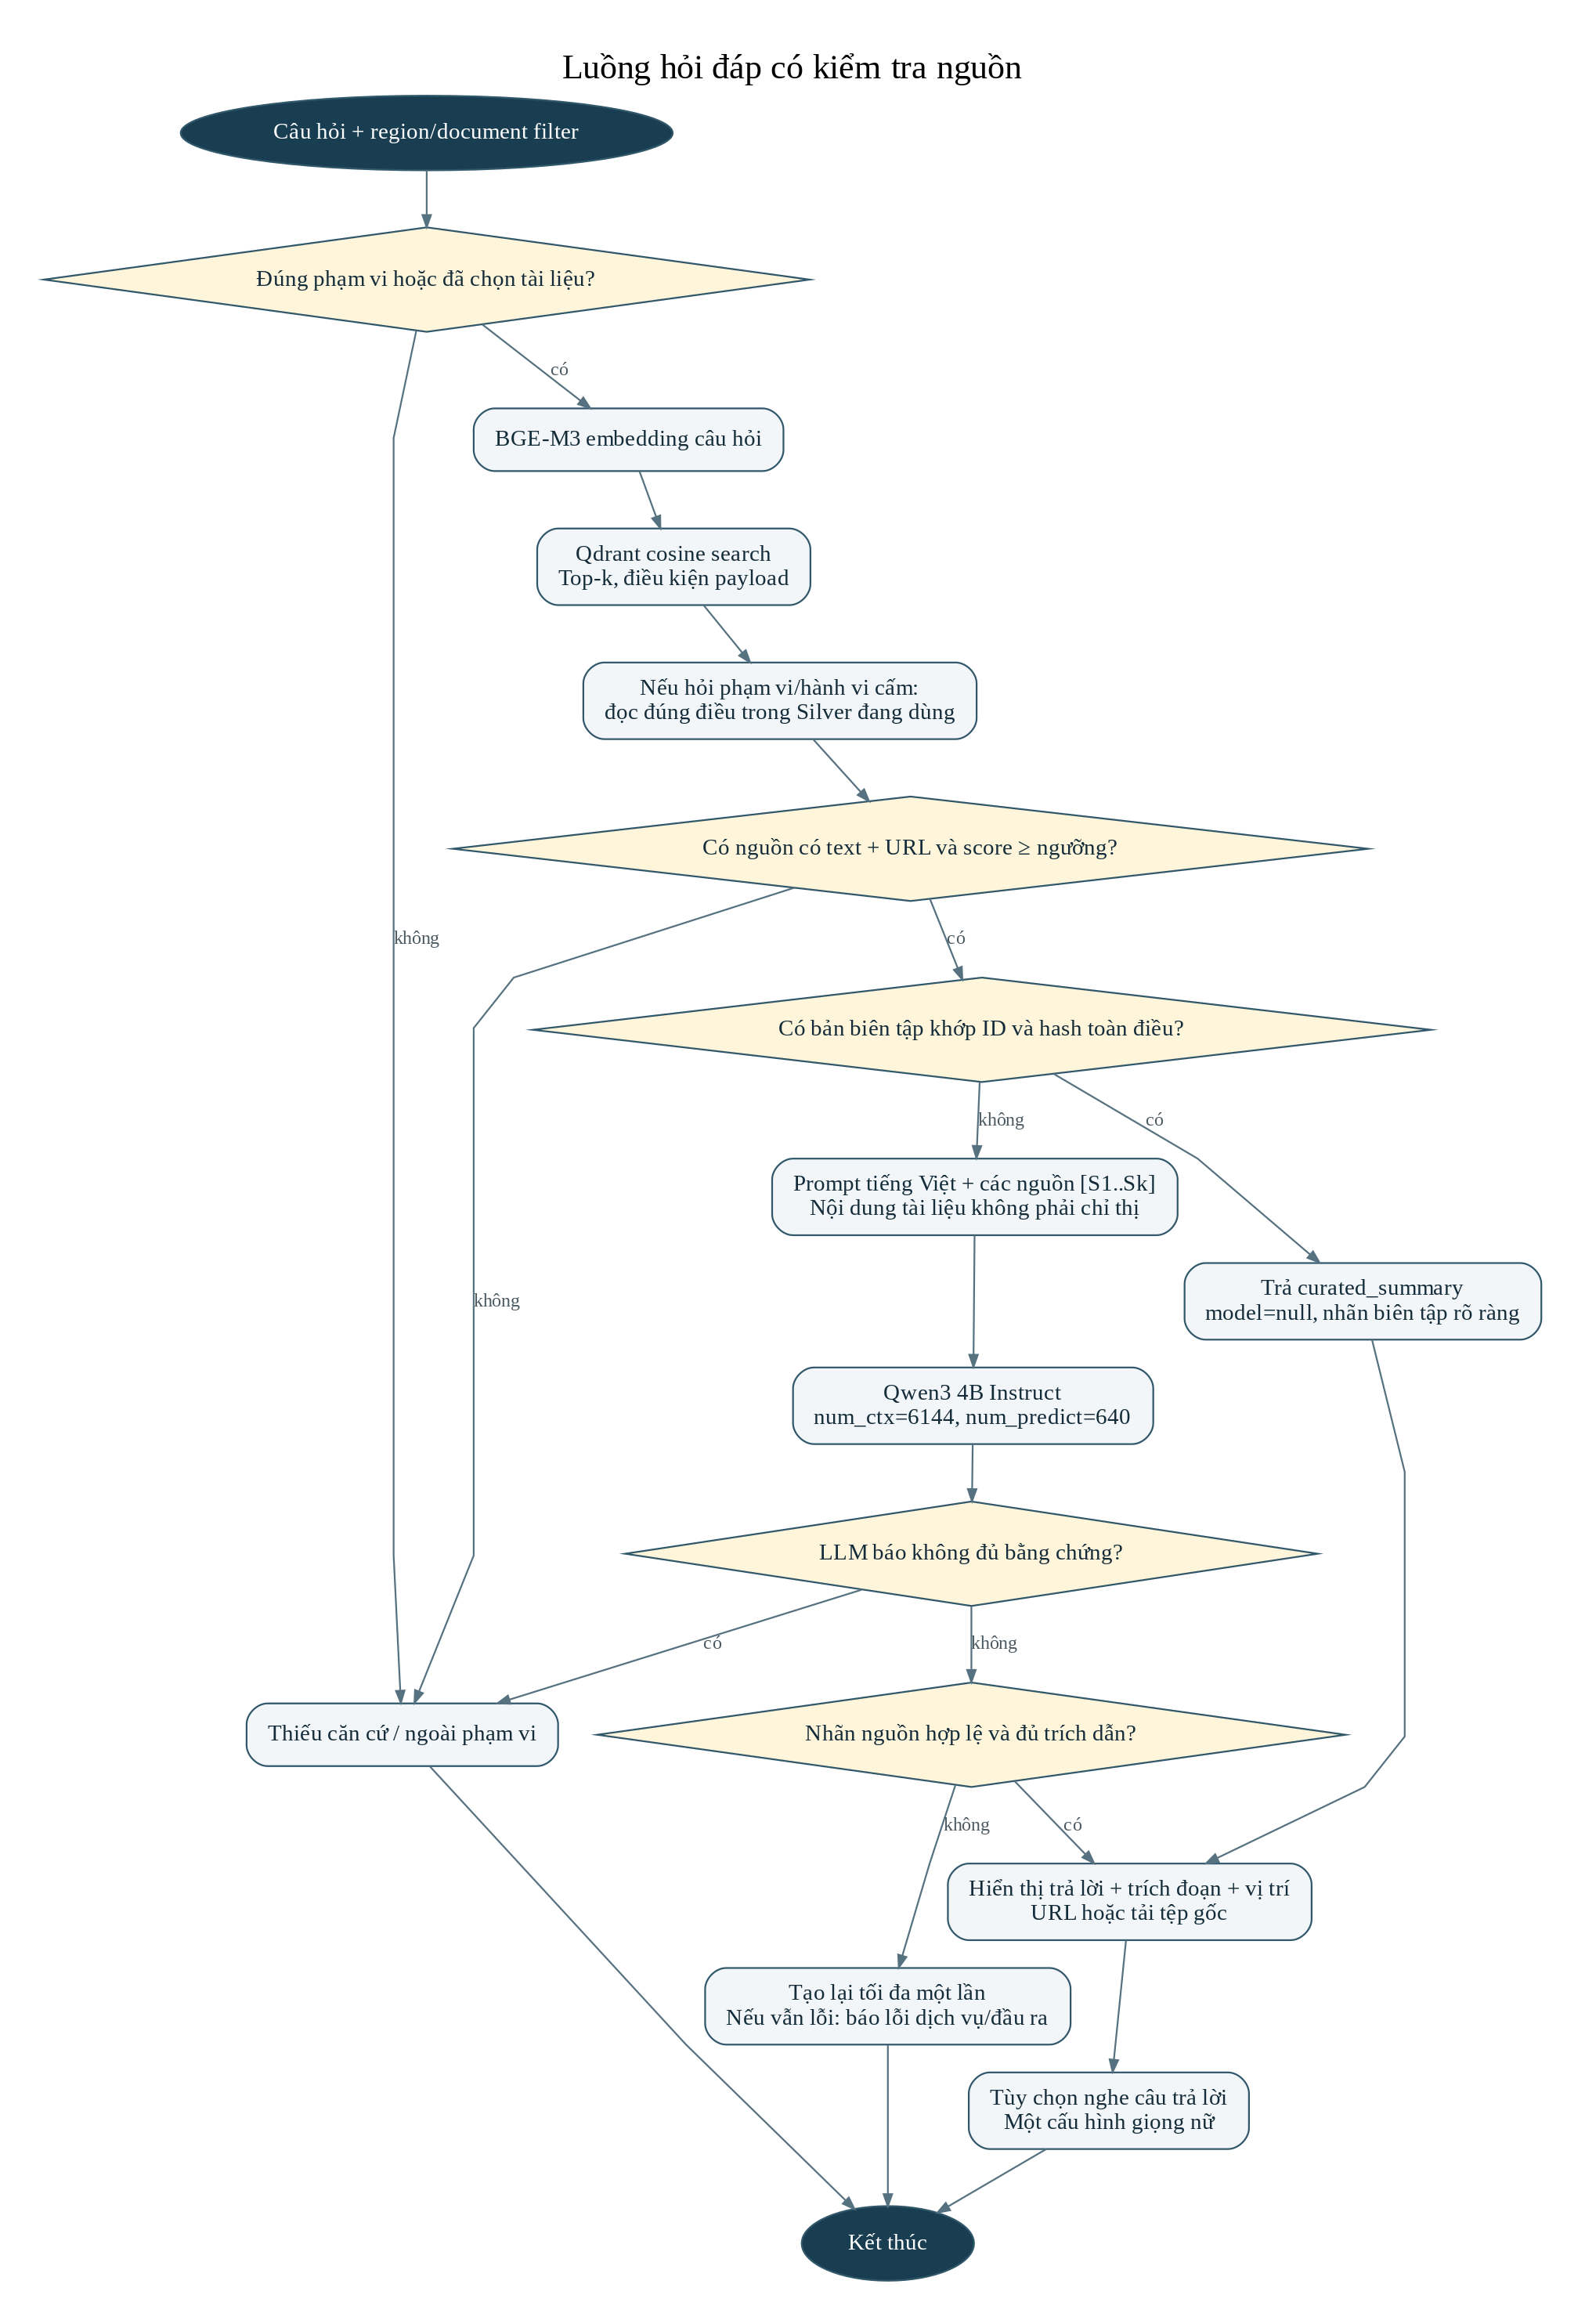 Luồng hỏi đáp có kiểm tra nguồn
Câu hỏi + region/document filter
Đúng phạm vi hoặc đã chọn tài liệu?
có
BGE-M3 embedding câu hỏi
Qdrant cosine search
Top-k, điều kiện payload
Nếu hỏi phạm vi/hành vi cấm:
đọc đúng điều trong Silver đang dùng
Có nguồn có text + URL và score ≥ ngưỡng?
không
có
Có bản biên tập khớp ID và hash toàn điều?
không
có
Prompt tiếng Việt + các nguồn [S1..Sk]
Nội dung tài liệu không phải chỉ thị
Trả curated_summary
model=null, nhãn biên tập rõ ràng
không
Qwen3 4B Instruct
num_ctx=6144, num_predict=640
LLM báo không đủ bằng chứng?
có
không
Thiếu căn cứ / ngoài phạm vi
Nhãn nguồn hợp lệ và đủ trích dẫn?
không
có
Hiển thị trả lời + trích đoạn + vị trí
URL hoặc tải tệp gốc
Tạo lại tối đa một lần
Nếu vẫn lỗi: báo lỗi dịch vụ/đầu ra
Tùy chọn nghe câu trả lời
Một cấu hình giọng nữ
Kết thúc